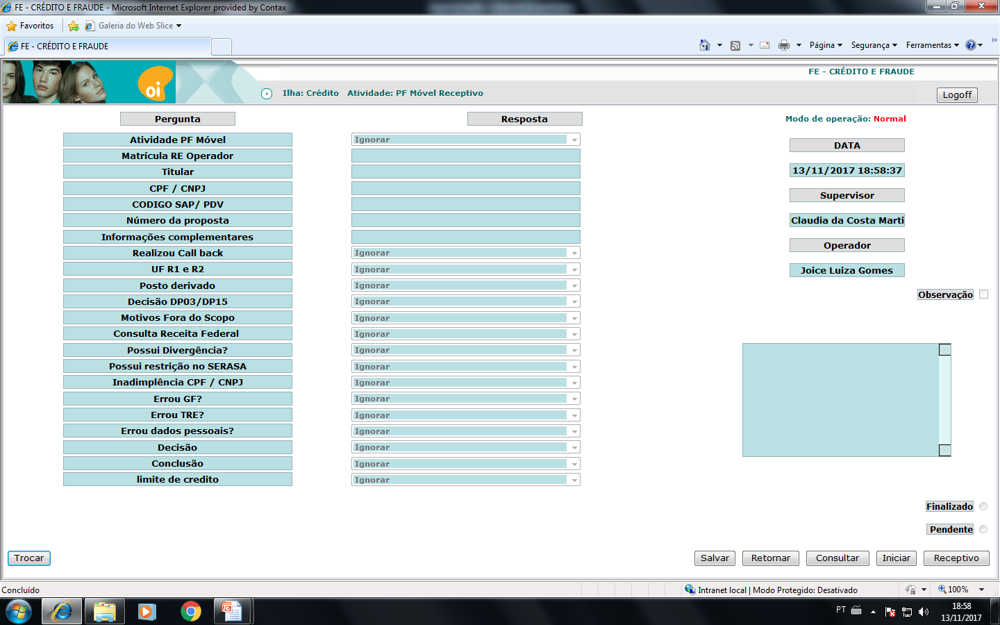 FE - CRÉDITO E FRAUDE - Microsoft Internet Explorer provided by Contax
Favoritos
Galeria do Web Slice
FE - CRÉDITO E FRAUDE
Página
Segurança
Ferramentas
oi
FE - CRÉDITO E FRAUDE
Ilha: Crédito Atividade: PF Móvel Receptivo
Logoff
Pergunta
Resposta
Modo de operação: Normal
Atividade PF Móvel
Ignorar
Matrícula RE Operador
Titular
CPF / CNPJ
CODIGO SAP/ PDV
Número da proposta
Informações complementares
Realizou Call back
Ignorar
UF R1 e R2
Ignorar
Posto derivado
Ignorar
Decisão DP03/DP15
Ignorar
Motivos Fora do Scopo
Ignorar
Consulta Receita Federal
Ignorar
Possui Divergência?
Ignorar
Possui restrição no SERASA
Ignorar
Inadimplência CPF / CNPJ
Ignorar
Errou GF?
Ignorar
Errou TRE?
Ignorar
Errou dados pessoais?
Ignorar
Decisão
Ignorar
Conclusão
Ignorar
limite de credito
Ignorar
DATA
13/11/2017 18:58:37
Supervisor
Claudia da Costa Marti
Operador
Joice Luiza Gomes
Observação
Finalizado
Pendente
Trocar
Salvar
Retornar
Consultar
Iniciar
Receptivo
Concluído
Intranet local | Modo Protegido: Desativado
100%
PT
18:58
13/11/2017